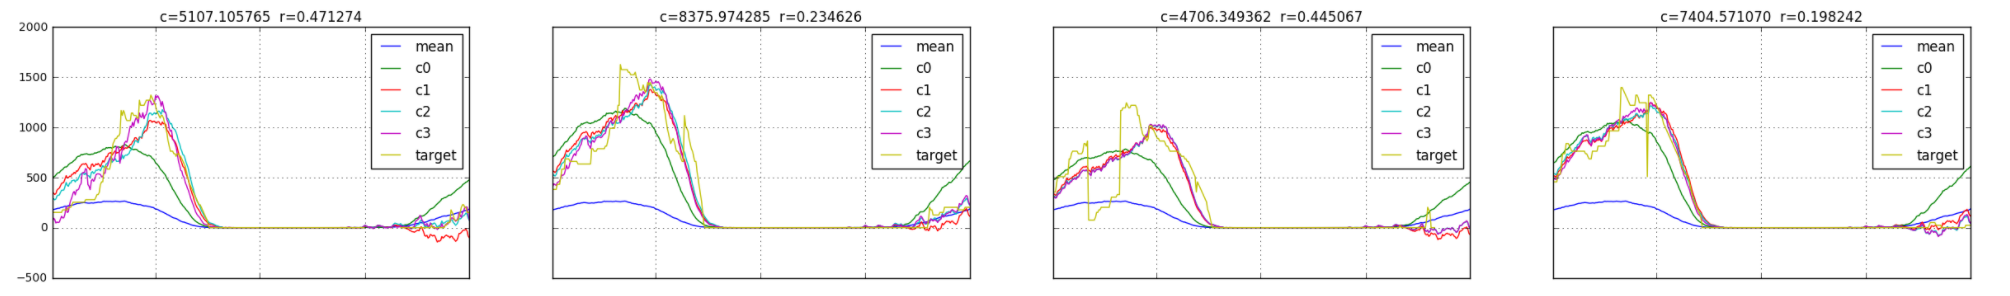 c=5107.105765 r=0.471274
2000
1500
1000
500
0
−500
mean
c0
c1
c2
c3
target
c=8375.974285 r=0.234626
mean
c0
c1
c2
c3
target
c=4706.349362 r=0.445067
mean
c0
c1
c2
c3
target
c=7404.571070 r=0.198242
mean
c0
c1
c2
c3
target